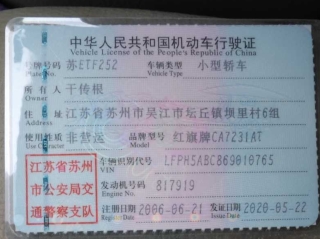 中华人民共和国机动车行驶证
Vehicle License of the People's Republic of China
号牌号码 苏ETF252 车辆类型 小型轿车
Plate No. Vehicle Type
所有人 干传根
Owner
住址 江苏省苏州市吴江市坛丘镇坝里村6组
Address
使用性质 非营运 品牌型号 红旗牌CA7231AT
Use Character Model
江苏省苏州
市公安局交
通警察支队
车辆识别代号 LFPH5ABC869010765
VIN
发动机号码 817919
Engine No.
注册日期 2006-06-21 发证日期 2020-05-22
Register Date Issue Date